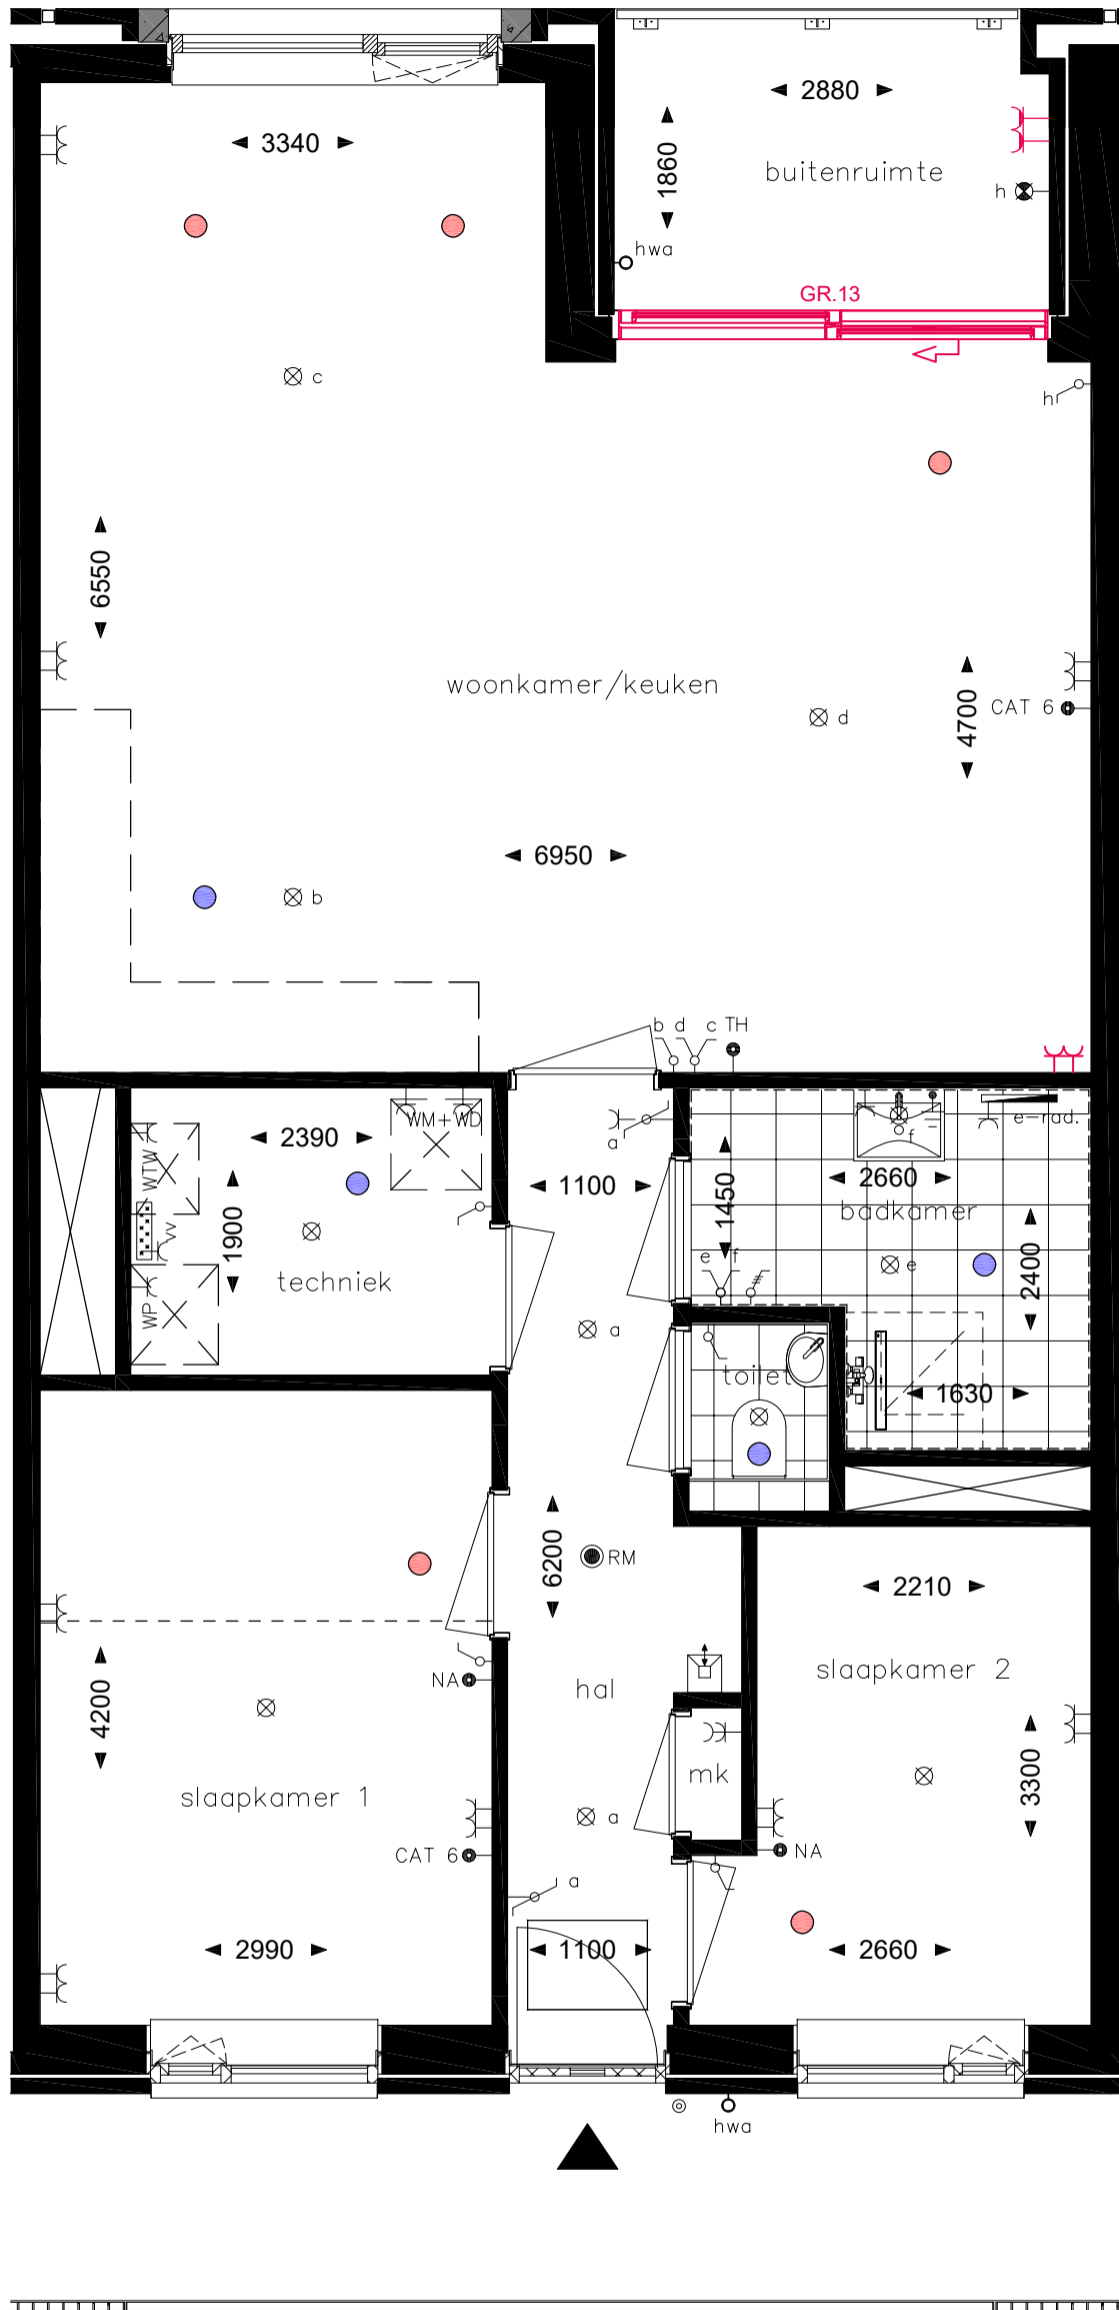 2880
3340
1860
buitenruimte
h
hwa
GR.13
c
h
6550
woonkamer/keuken
4700
CAT 6
d
6950
b
b d c TH
WM+WD
2390
a
e-rad.
f
WTW
1100
1450
2660
badkamer
1900
vv
techniek
e f
e
2400
WP
a
toilet
1630
6200
RM
2210
slaapkamer 2
NA
hal
4200
3300
mk
slaapkamer 1
a
CAT 6
NA
a
2990
1100
2660
hwa